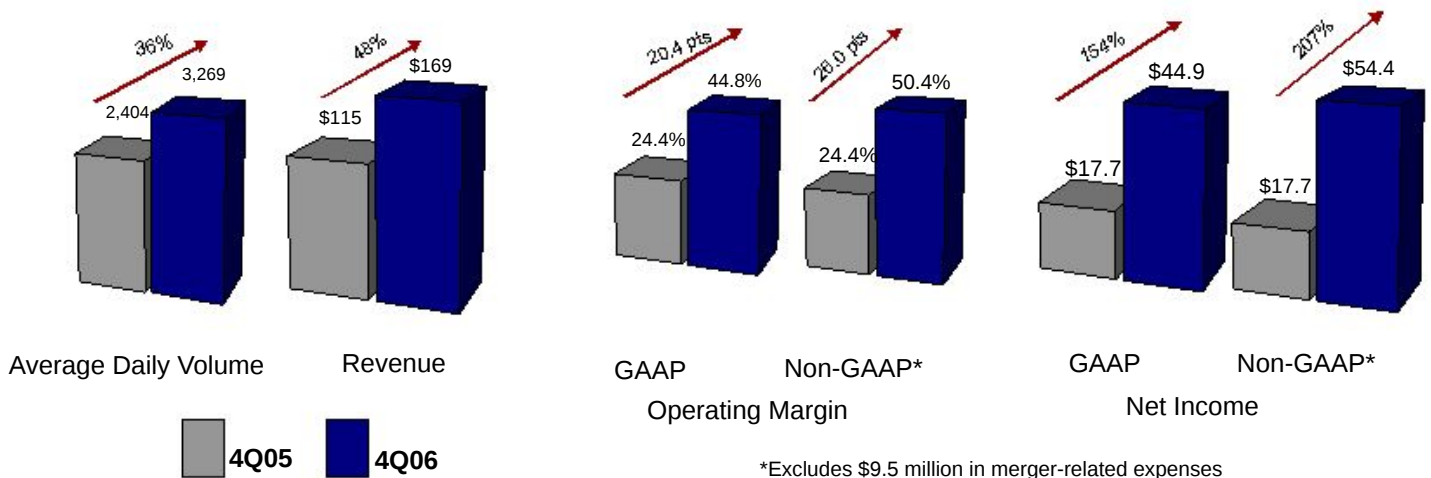 36%
3,269
2,404
48%
$169
$115
20.4 pts
44.8%
24.4%
26.0 pts
50.4%
24.4%
154%
$44.9
$17.7
207%
$54.4
$17.7
Average Daily Volume
Revenue
GAAP
Non-GAAP*
Operating Margin
GAAP
Non-GAAP*
Net Income
4Q05
4Q06
*Excludes $9.5 million in merger-related expenses